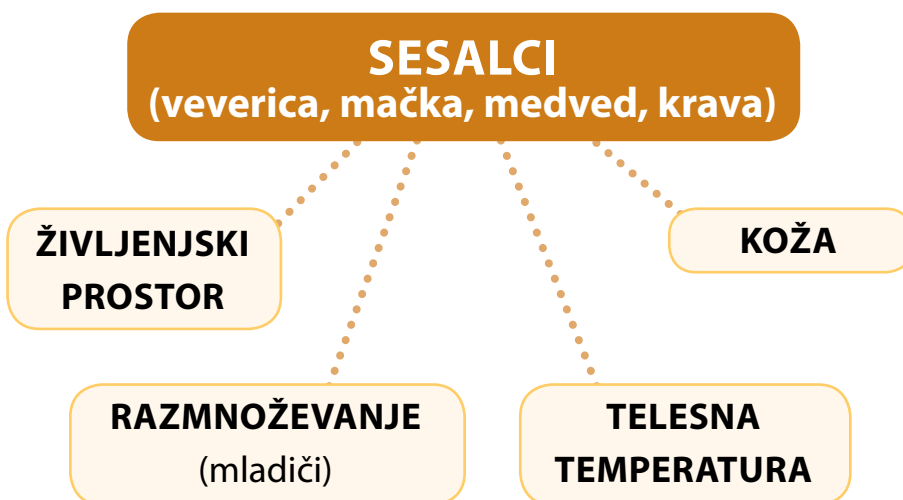 SESALCI
(veverica, mačka, medved, krava)
ŽIVLJENJSKI
PROSTOR
KOŽA
RAZMNOŽEVANJE
(mladiči)
TELESNA
TEMPERATURA